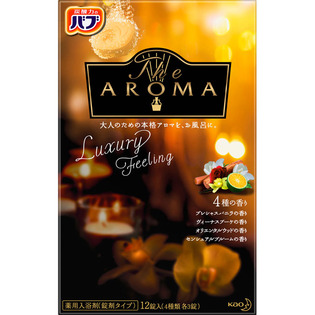 炭酸力の
バブ
The
AROMA
大人のための本格アロマを、お風呂に。
Luxury
Feeling
4種の香り
プレシャスバニラの香り
ヴィーナスブーケの香り
オリエンタルウッドの香り
センシュアルブルームの香り
薬用入浴剤(錠剤タイプ)
12錠入(4種類 各3錠)
Kao